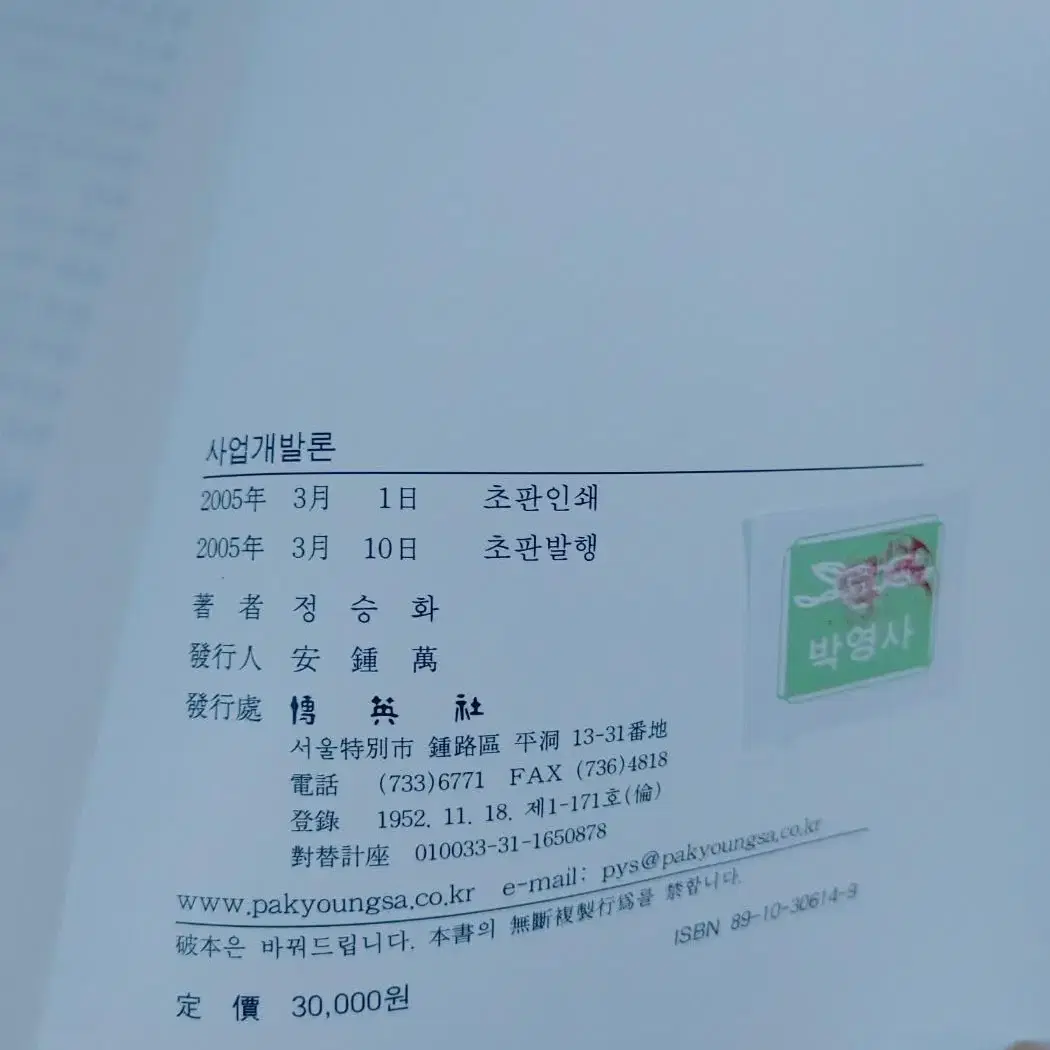 사업개발론
2005年 3月 1日 초판인쇄
2005年 3月 10日 초판발행
著者 정승화
發行人 安鍾萬
發行處 博英社
서울特別市 鍾路區 平洞 13-31番地
電話 (733)6771 FAX (736)4818
登錄 1952. 11. 18. 제1-171호(倫)
對替計座 010033-31-1650878
www.pakyoungsa.co.kr e-mail: pys@pakyoungsa.co.kr
破本은 바꿔드립니다. 本書의 無斷複製行爲를 禁합니다.
定價 30,000원
ISBN 89-10-30614-9
박영사